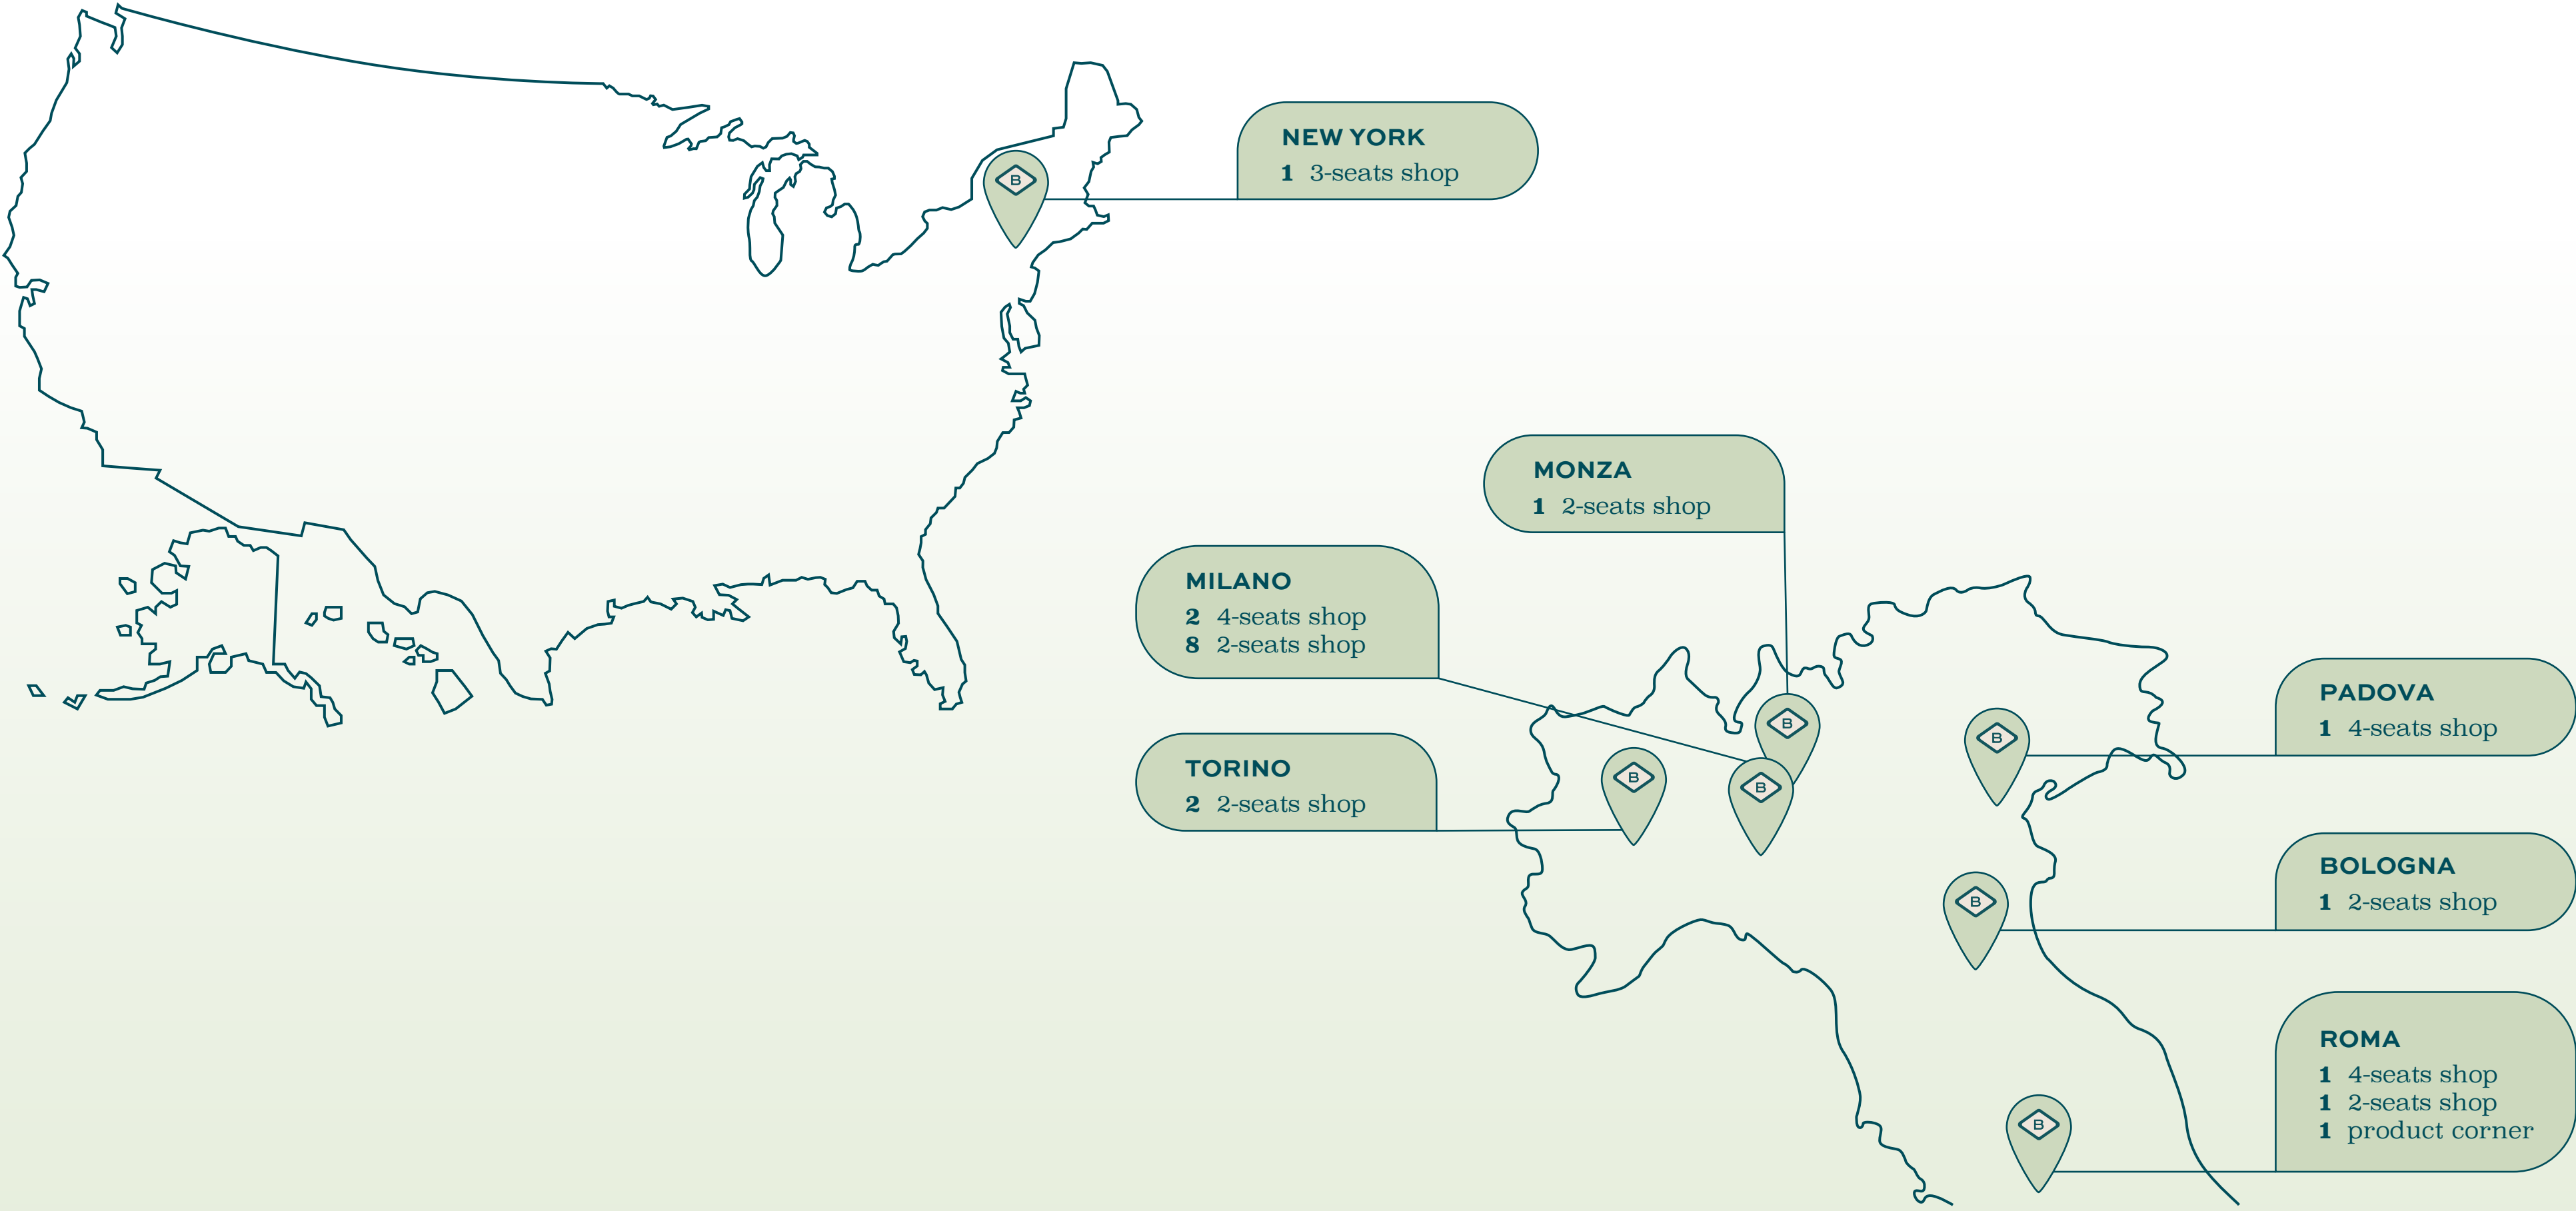 NEW YORK
1 3-seats shop
B
MONZA
1 2-seats shop
MILANO
2 4-seats shop
8 2-seats shop
TORINO
2 2-seats shop
B
B
B
B
PADOVA
1 4-seats shop
B
BOLOGNA
1 2-seats shop
B
ROMA
1 4-seats shop
1 2-seats shop
1 product corner